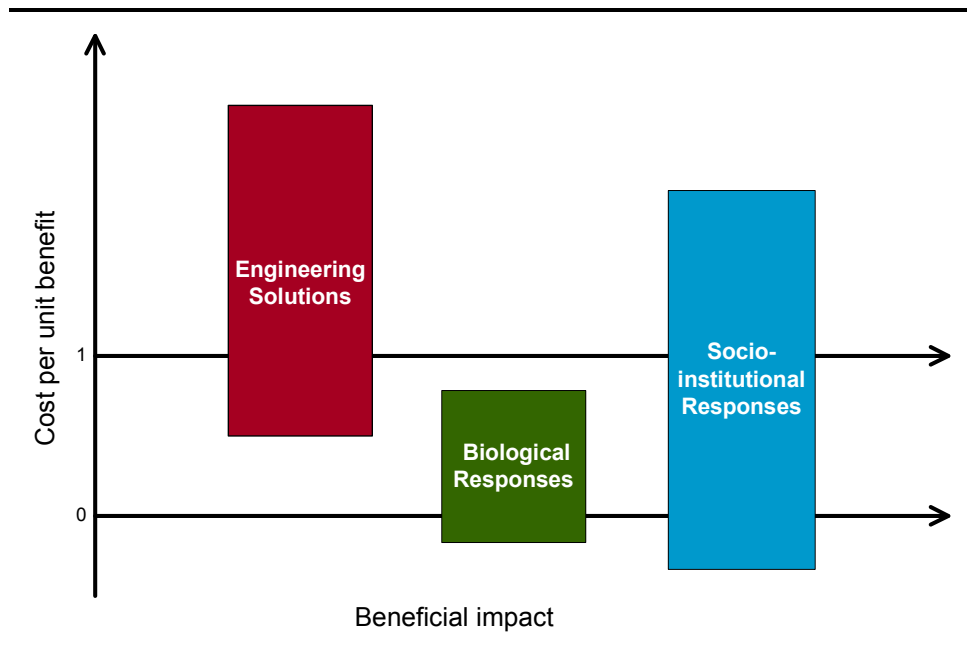 Cost per unit benefit
1
0
Engineering
Solutions
Biological
Responses
Socio-
institutional
Responses
Beneficial impact